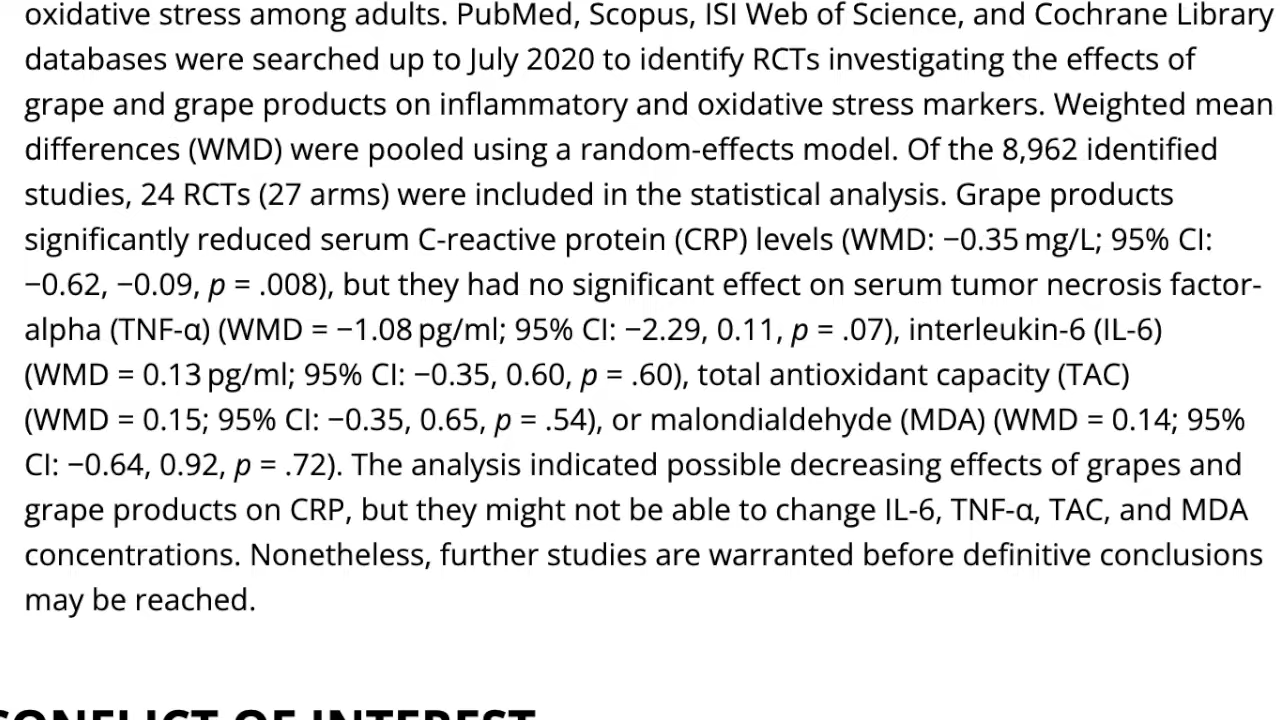 oxidative stress among adults. PubMed, Scopus, ISI Web of Science, and Cochrane Library
databases were searched up to July 2020 to identify RCTs investigating the effects of
grape and grape products on inflammatory and oxidative stress markers. Weighted mean
differences (WMD) were pooled using a random-effects model. Of the 8,962 identified
studies, 24 RCTs (27 arms) were included in the statistical analysis. Grape products
significantly reduced serum C-reactive protein (CRP) levels (WMD: −0.35 mg/L; 95% CI:
−0.62, −0.09, p = .008), but they had no significant effect on serum tumor necrosis factor-
alpha (TNF-α) (WMD = −1.08 pg/ml; 95% CI: −2.29, 0.11, p = .07), interleukin-6 (IL-6)
(WMD = 0.13 pg/ml; 95% CI: −0.35, 0.60, p = .60), total antioxidant capacity (TAC)
(WMD = 0.15; 95% CI: −0.35, 0.65, p = .54), or malondialdehyde (MDA) (WMD = 0.14; 95%
CI: −0.64, 0.92, p = .72). The analysis indicated possible decreasing effects of grapes and
grape products on CRP, but they might not be able to change IL-6, TNF-α, TAC, and MDA
concentrations. Nonetheless, further studies are warranted before definitive conclusions
may be reached.
CONFLICT OF INTEREST